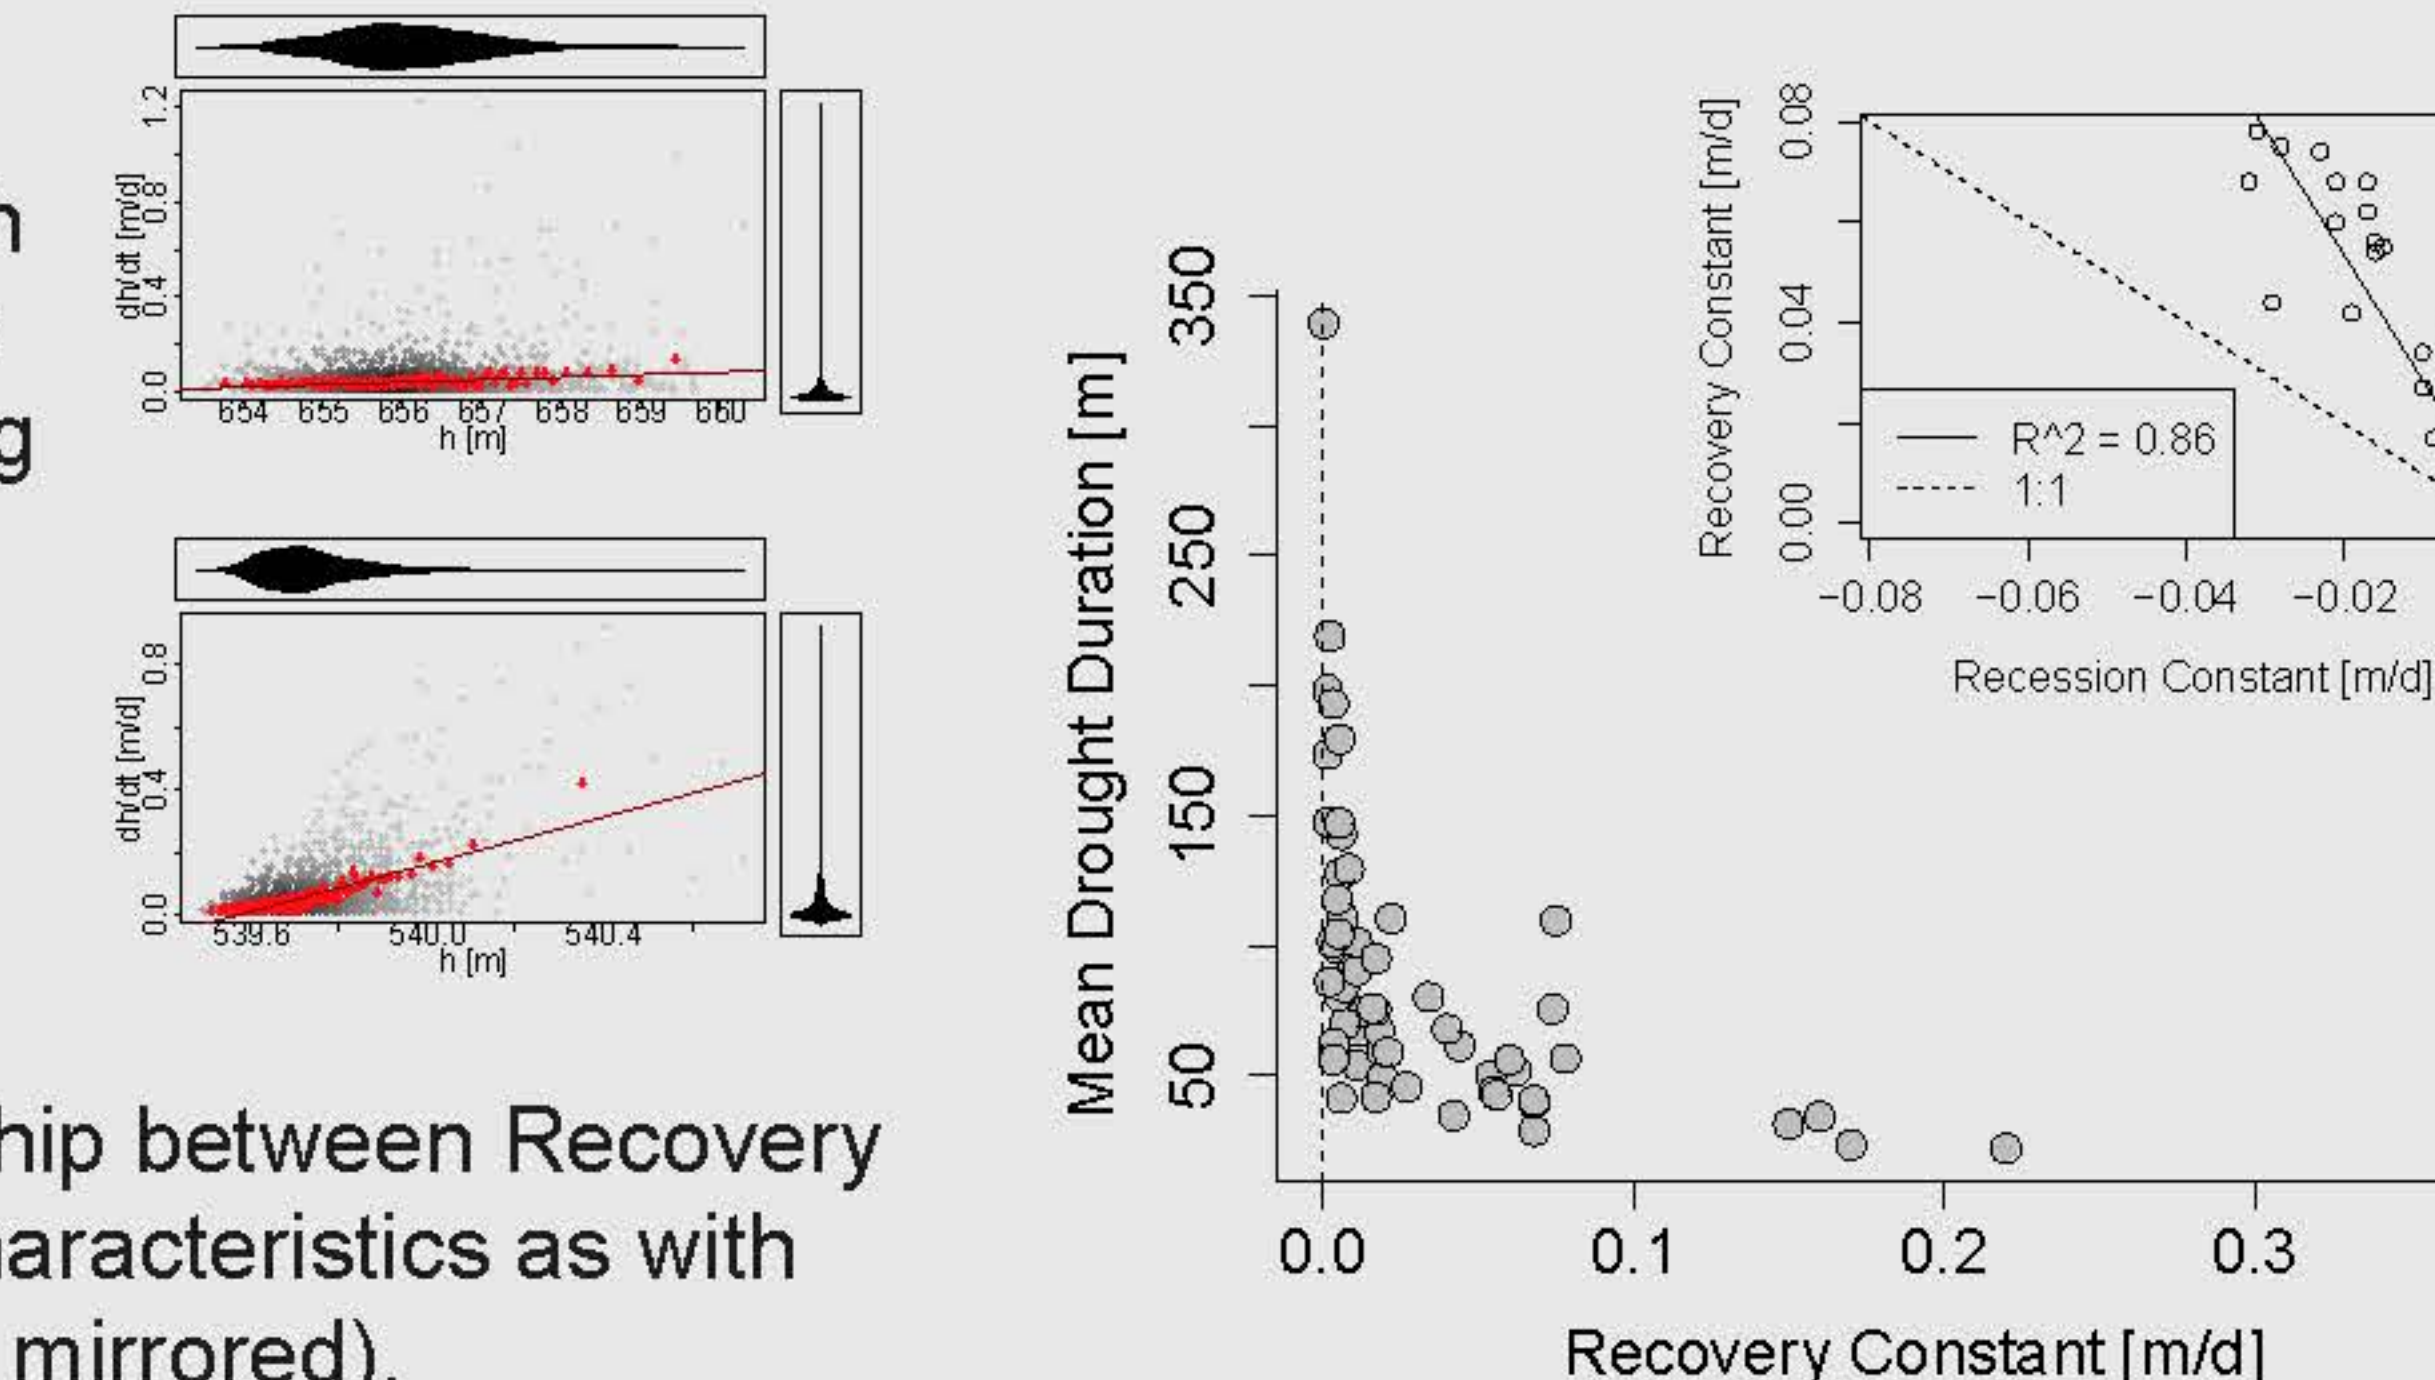 n
g
1.2
0.8
0.4
0.0
dh/dt [m/d]
654 655 656 657 658 659 660
h [m]
0.8
0.4
0.0
dh/dt [m/d]
539.6 540.0 540.4
h [m]
hip between Recovery
aracteristics as with
mirrored).
Mean Drought Duration [m]
350
250
150
50
0.0 0.1 0.2 0.3
Recovery Constant [m/d]
Recovery Constant [m/d]
0.08
0.04
0.00
R^2 = 0.86
1:1
−0.08 −0.06 −0.04 −0.02
Recession Constant [m/d]